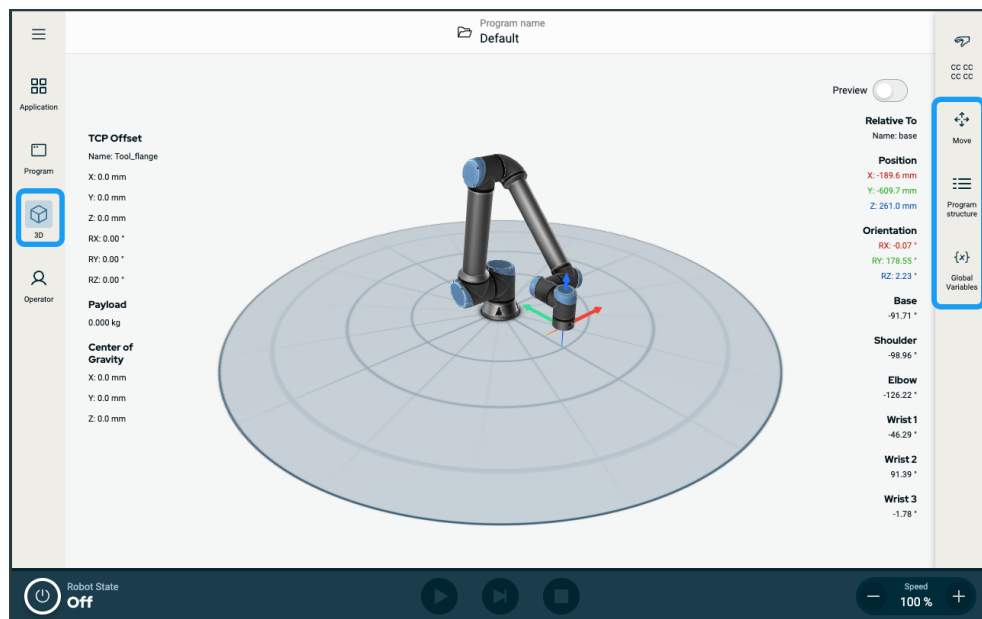 Program name
Default
Application
Program
3D
Operator
TCP Offset
Name: Tool_flange
X: 0.0 mm
Y: 0.0 mm
Z: 0.0 mm
RX: 0.00 °
RY: 0.00 °
RZ: 0.00 °
Payload
0.000 kg
Center of
Gravity
X: 0.0 mm
Y: 0.0 mm
Z: 0.0 mm
Preview
Relative To
Name: base
Position
X: -189.6 mm
Y: -609.7 mm
Z: 261.0 mm
Orientation
RX: -0.07 °
RY: 178.55 °
RZ: 2.23 °
Base
-91.71 °
Shoulder
-98.96 °
Elbow
-126.22 °
Wrist 1
-46.29 °
Wrist 2
91.39 °
Wrist 3
-1.78 °
CC CC
CC CC
Move
Program
structure
{x}
Global
Variables
Robot State
Off
Speed
100 %